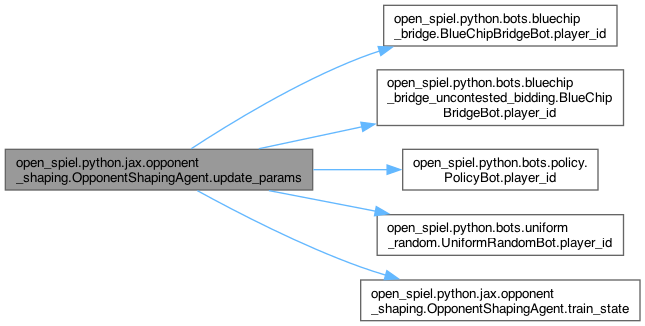 open_spiel.python.jax.opponent
_shaping.OpponentShapingAgent.update_params
open_spiel.python.bots.bluechip
_bridge.BlueChipBridgeBot.player_id
open_spiel.python.bots.bluechip
_bridge_uncontested_bidding.BlueChip
BridgeBot.player_id
open_spiel.python.bots.policy.
PolicyBot.player_id
open_spiel.python.bots.uniform
_random.UniformRandomBot.player_id
open_spiel.python.jax.opponent
_shaping.OpponentShapingAgent.train_state